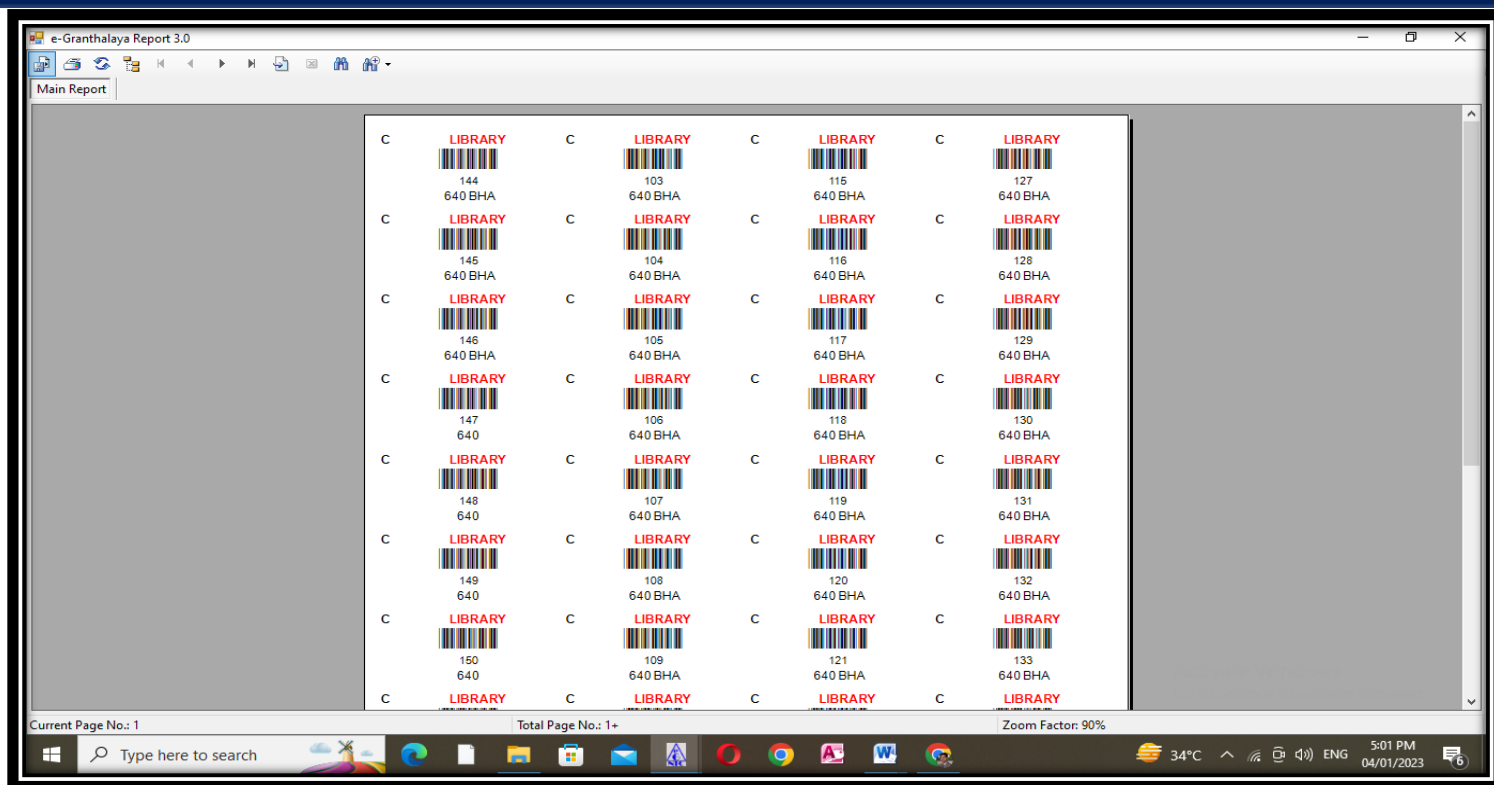 e-Granthalaya Report 3.0
Main Report
C LIBRARY C LIBRARY C LIBRARY C LIBRARY
144 103 115 127
640 BHA 640 BHA 640 BHA 640 BHA
C LIBRARY C LIBRARY C LIBRARY C LIBRARY
145 104 116 128
640 BHA 640 BHA 640 BHA 640 BHA
C LIBRARY C LIBRARY C LIBRARY C LIBRARY
146 105 117 129
640 BHA 640 BHA 640 BHA 640 BHA
C LIBRARY C LIBRARY C LIBRARY C LIBRARY
147 106 118 130
640 640 BHA 640 BHA 640 BHA
C LIBRARY C LIBRARY C LIBRARY C LIBRARY
148 107 119 131
640 640 BHA 640 BHA 640 BHA
C LIBRARY C LIBRARY C LIBRARY C LIBRARY
149 108 120 132
640 640 BHA 640 BHA 640 BHA
C LIBRARY C LIBRARY C LIBRARY C LIBRARY
150 109 121 133
640 640 BHA 640 BHA 640 BHA
C LIBRARY C LIBRARY C LIBRARY C LIBRARY
Current Page No.: 1 Total Page No.: 1+ Zoom Factor: 90%
Type here to search 34°C ENG 5:01 PM
04/01/2023 6